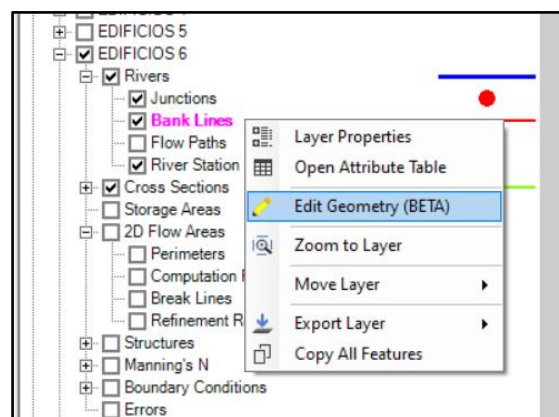 EDIFICIOS 5
EDIFICIOS 6
Rivers
Junctions
Bank Lines
Flow Paths
River Station
Cross Sections
Storage Areas
2D Flow Areas
Perimeters
Computation
Break Lines
Refinement R
Structures
Manning's N
Boundary Conditions
Errors
Layer Properties
Open Attribute Table
Edit Geometry (BETA)
Zoom to Layer
Move Layer
Export Layer
Copy All Features